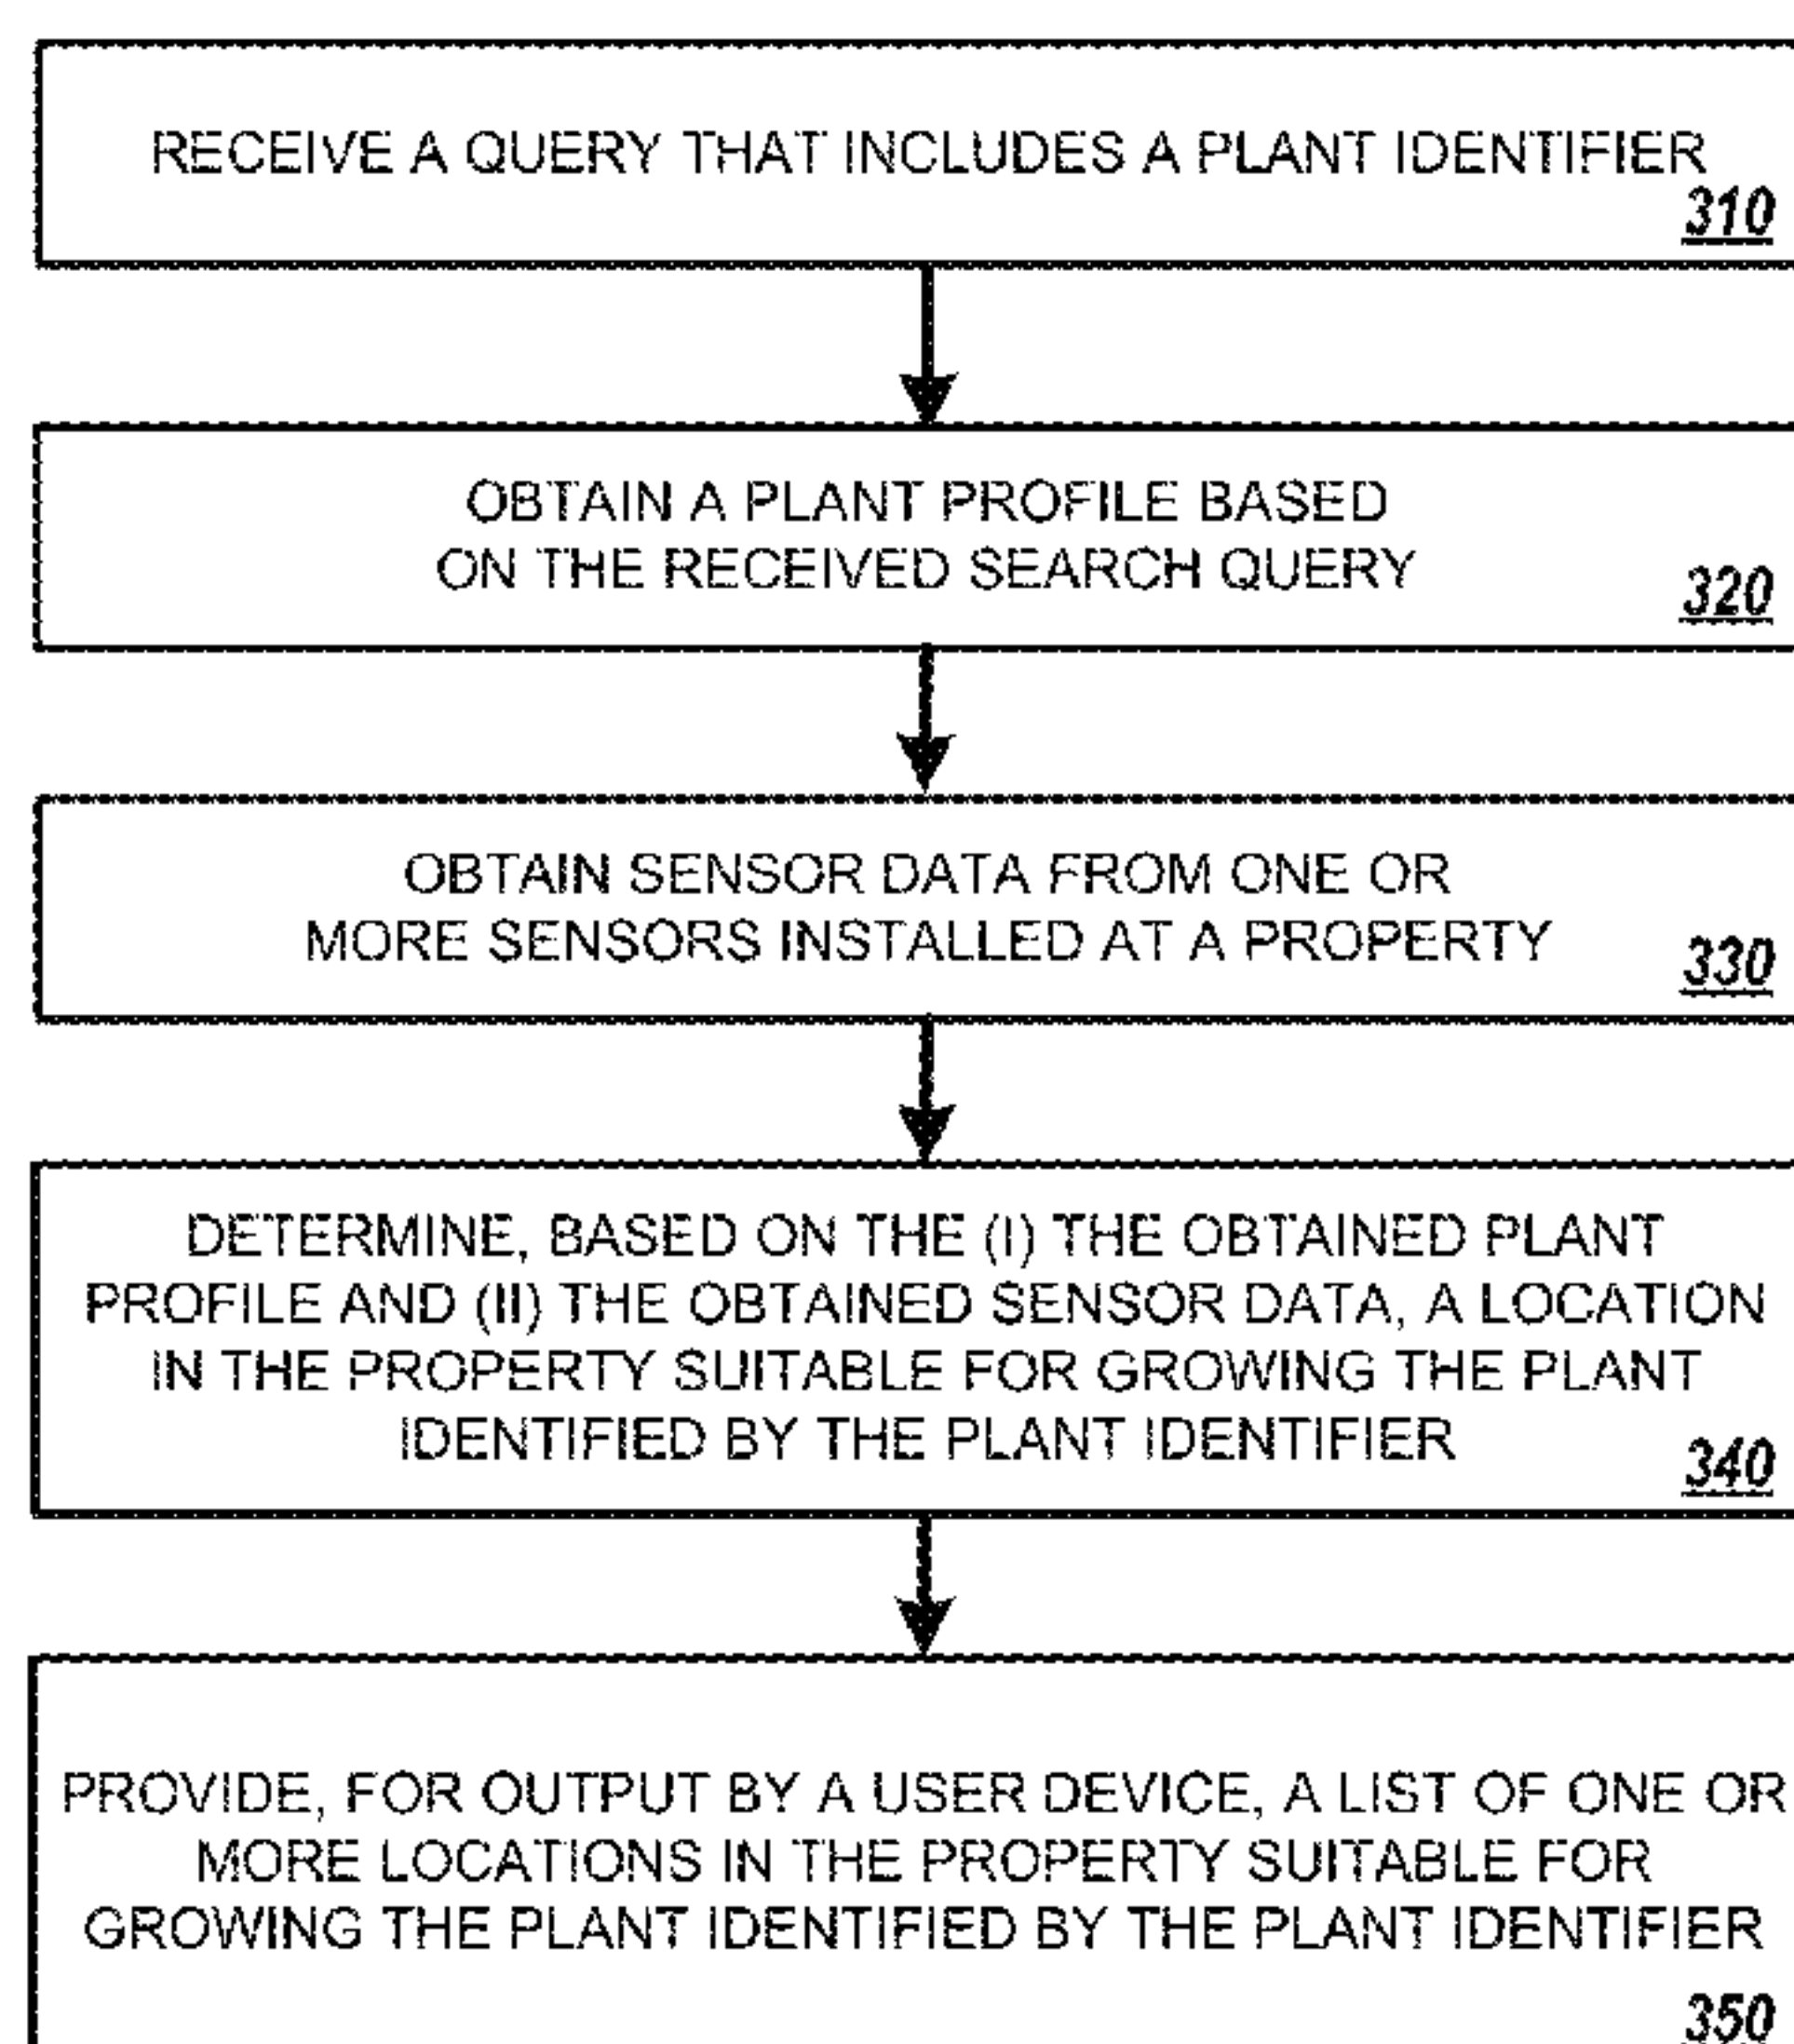 RECEIVE A QUERY THAT INCLUDES A PLANT IDENTIFIER
310
OBTAIN A PLANT PROFILE BASED
ON THE RECEIVED SEARCH QUERY
320
OBTAIN SENSOR DATA FROM ONE OR
MORE SENSORS INSTALLED AT A PROPERTY
330
DETERMINE, BASED ON THE (I) THE OBTAINED PLANT
PROFILE AND (II) THE OBTAINED SENSOR DATA, A LOCATION
IN THE PROPERTY SUITABLE FOR GROWING THE PLANT
IDENTIFIED BY THE PLANT IDENTIFIER
340
PROVIDE, FOR OUTPUT BY A USER DEVICE, A LIST OF ONE OR
MORE LOCATIONS IN THE PROPERTY SUITABLE FOR
GROWING THE PLANT IDENTIFIED BY THE PLANT IDENTIFIER
350